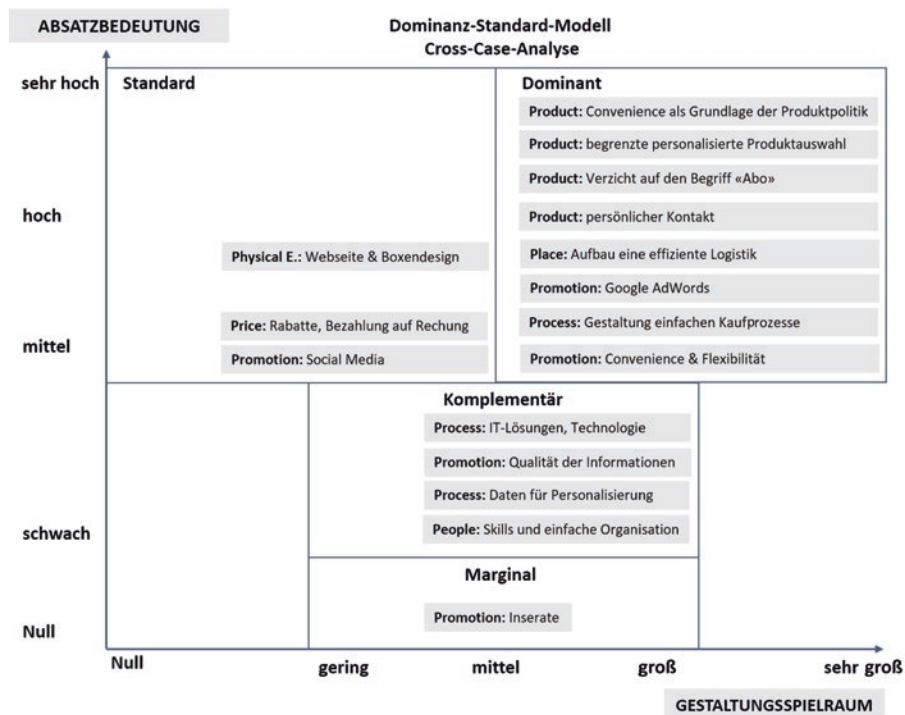 ABSATZBEDEUTUNG
Dominanz-Standard-Modell
Cross-Case-Analyse
sehr hoch
Standard
Dominant
Product: Convenience als Grundlage der Produktpolitik
Product: begrenzte personalisierte Produktauswahl
Product: Verzicht auf den Begriff «Abo»
hoch
Product: persönlicher Kontakt
Physical E.: Webseite & Boxendesign
Place: Aufbau eine effiziente Logistik
Promotion: Google AdWords
Price: Rabatte, Bezahlung auf Rechung
Process: Gestaltung einfachen Kaufprozesse
mittel
Promotion: Social Media
Promotion: Convenience & Flexibilität
Komplementär
Process: IT-Lösungen, Technologie
Promotion: Qualität der Informationen
Process: Daten für Personalisierung
schwach
People: Skills und einfache Organisation
Marginal
Promotion: Inserate
Null
Null
gering
mittel
groß
sehr groß
GESTALTUNGSSPIELRAUM